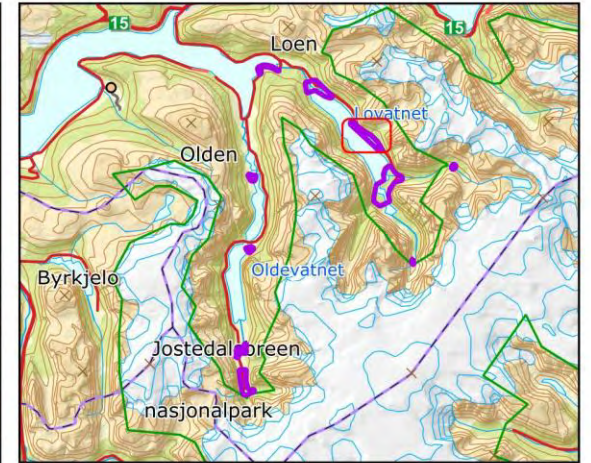 15
15
Loen
Lovatnet
Olden
Oldevatnet
Byrkjelo
Jostedalsbreen
nasjonalpark